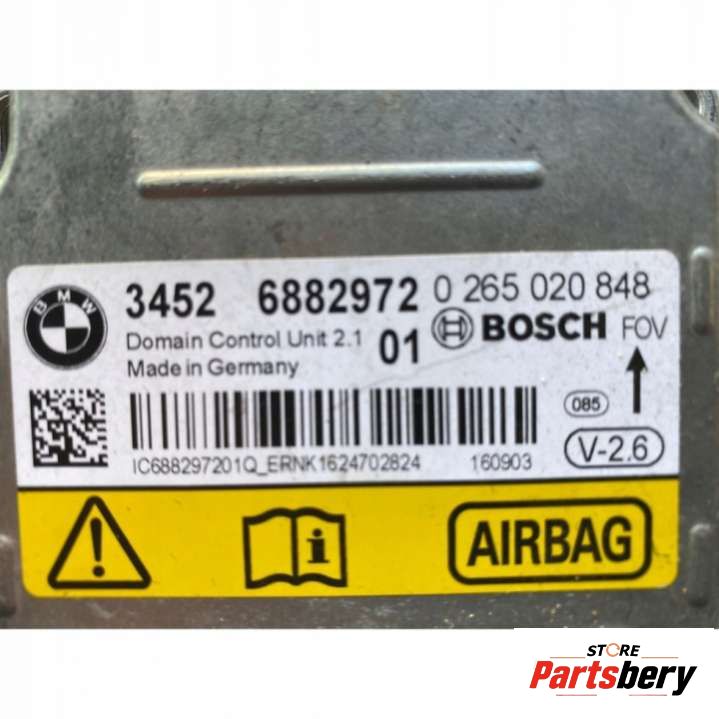 BMW
3452 6882972 0 265 020 848
Domain Control Unit 2.1 01 BOSCH FOV
Made in Germany
085
V-2.6
IC688297201Q_ERNK1624702824 160903
i AIRBAG
STORE
Partsbery